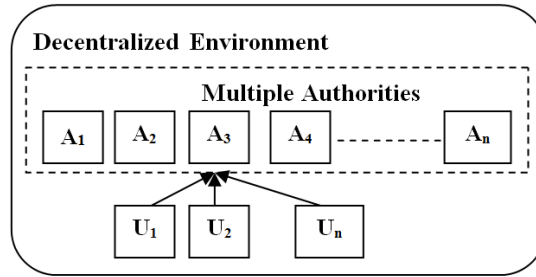 Decentralized Environment
Multiple Authorities
A₁ A₂ A₃ A₄ Aₙ
U₁ U₂ Uₙ